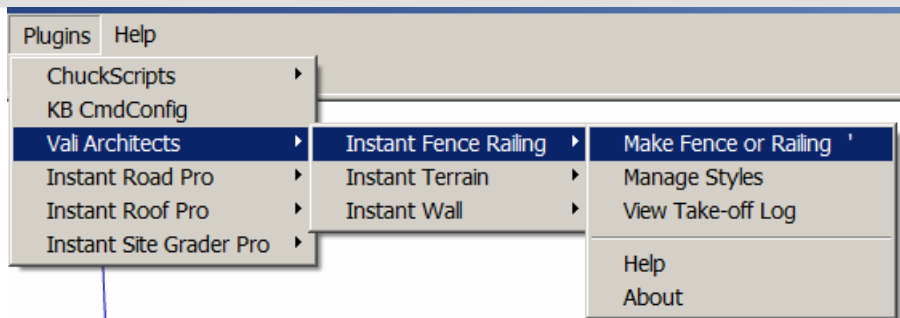 Plugins Help
ChuckScripts
KB CmdConfig
Vali Architects
Instant Road Pro
Instant Roof Pro
Instant Site Grader Pro
Instant Fence Railing
Instant Terrain
Instant Wall
Make Fence or Railing '
Manage Styles
View Take-off Log
Help
About